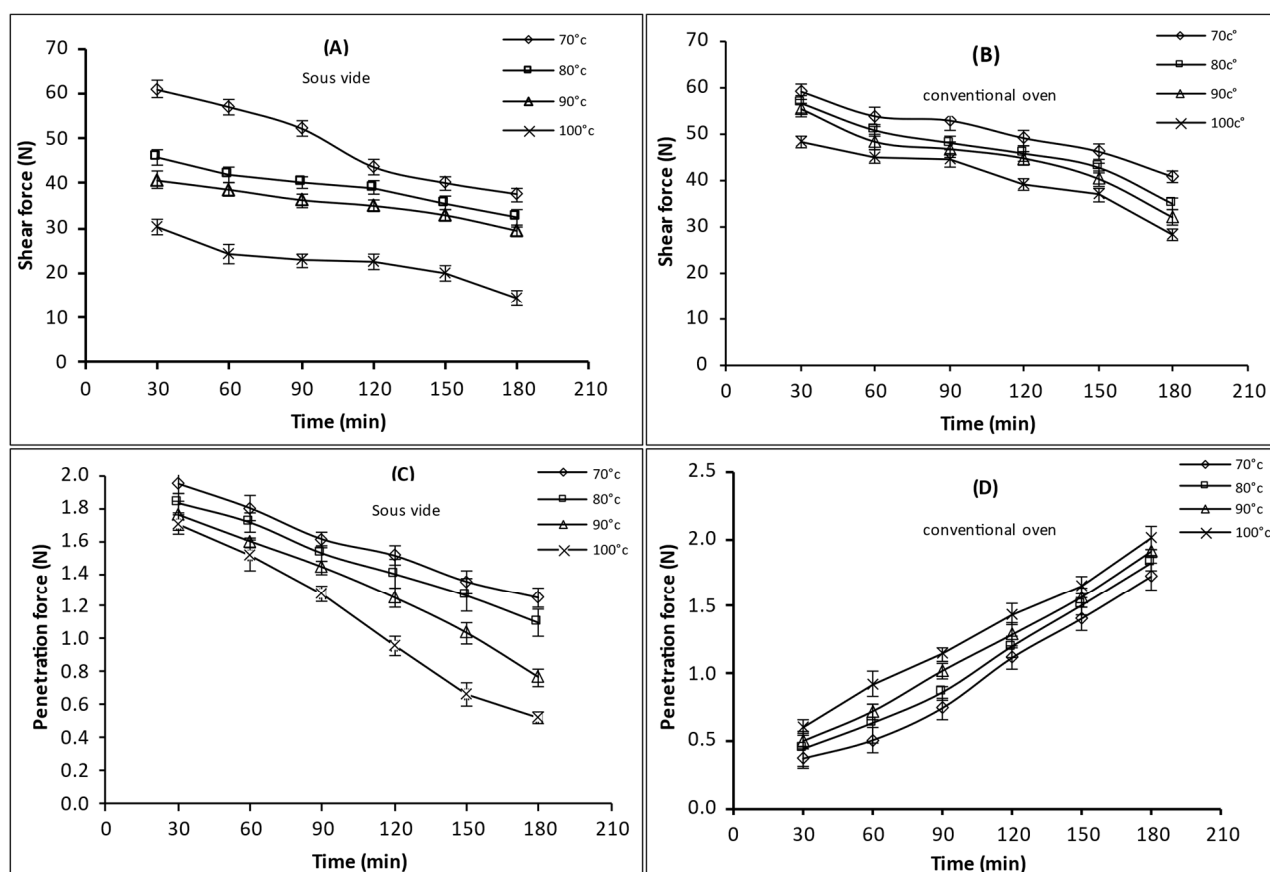 (A)
Sous vide
70°c
80°c
90°c
100°c
Shear force (N)
70
60
50
40
30
20
10
0
0 30 60 90 120 150 180 210
Time (min)
(B)
conventional oven
70c°
80c°
90c°
100c°
Shear force (N)
70
60
50
40
30
20
10
0
0 30 60 90 120 150 180 210
Time (min)
(C)
Sous vide
70°c
80°c
90°c
100°c
Penetration force (N)
2.0
1.8
1.6
1.4
1.2
1.0
0.8
0.6
0.4
0.2
0.0
0 30 60 90 120 150 180 210
Time (min)
(D)
conventional oven
70°c
80°c
90°c
100°c
Penetration force (N)
2.5
2.0
1.5
1.0
0.5
0.0
0 30 60 90 120 150 180 210
Time (min)